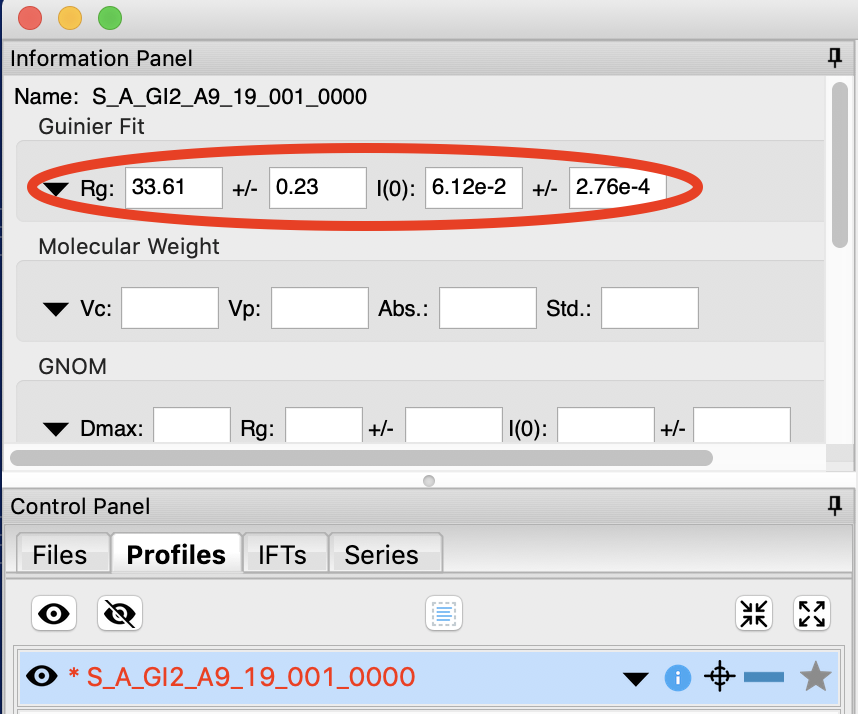 Information Panel
Name: S_A_GI2_A9_19_001_0000
Guinier Fit
Rg: 33.61 +/- 0.23 I(0): 6.12e-2 +/- 2.76e-4
Molecular Weight
Vc: Vp: Abs.: Std.:
GNOM
Dmax: Rg: +/- I(0): +/-
Control Panel
Files Profiles IFTs Series
* S_A_GI2_A9_19_001_0000